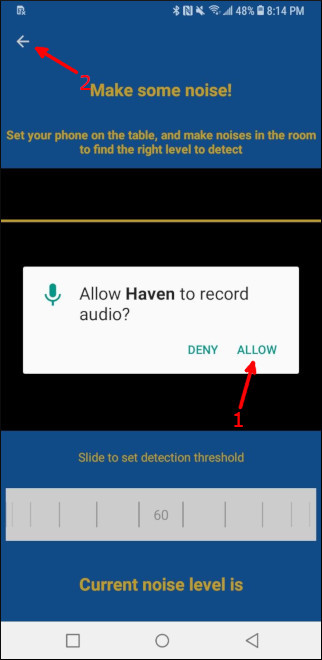 48% 8:14 PM
2
Make some noise!
Set your phone on the table, and make noises in the room
to find the right level to detect
Allow Haven to record
audio?
DENY ALLOW
1
Slide to set detection threshold
60
Current noise level is